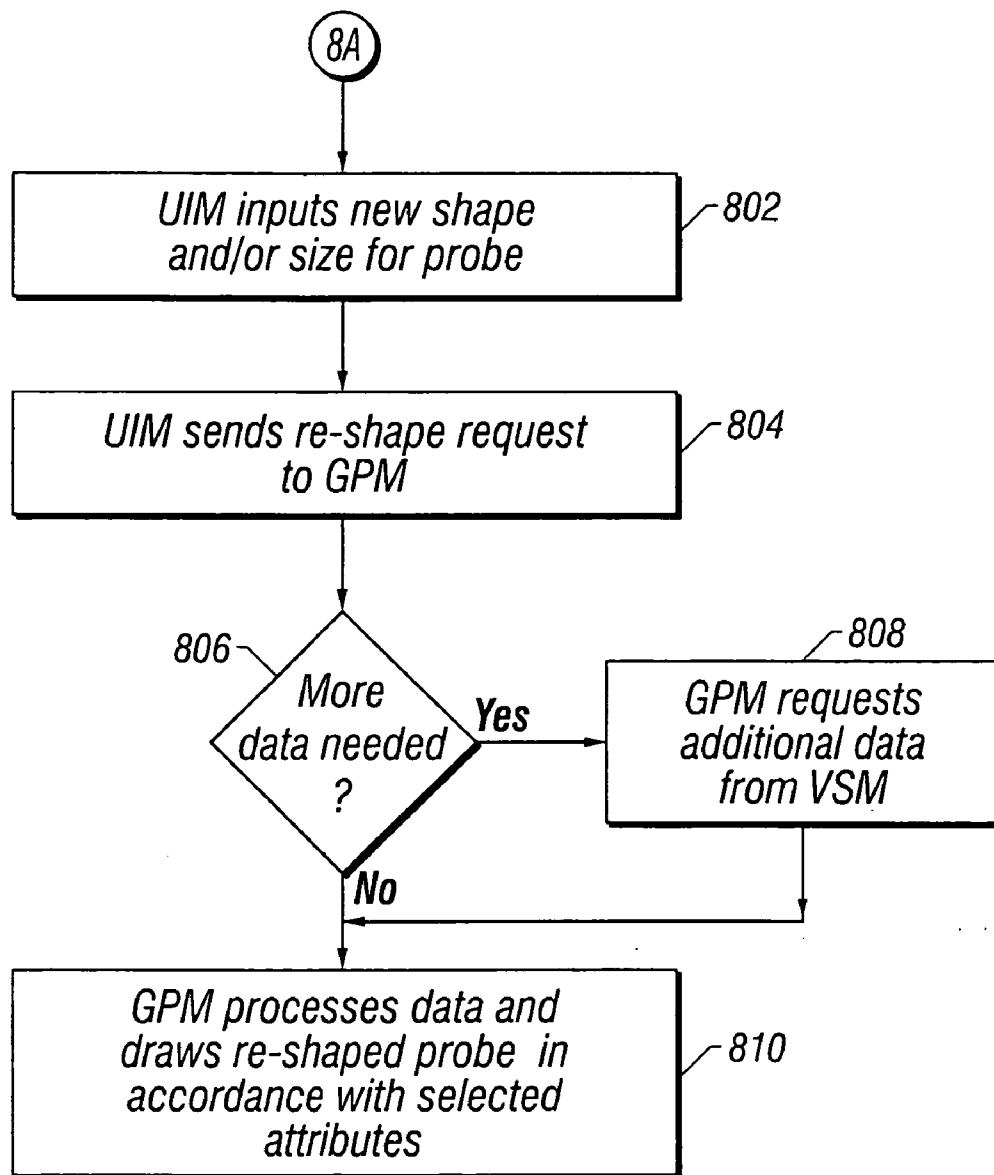 8A
UIM inputs new shape
and/or size for probe
802
UIM sends re-shape request
to GPM
804
806
More
data needed
?
Yes
No
808
GPM requests
additional data
from VSM
GPM processes data and
draws re-shaped probe in
accordance with selected
attributes
810